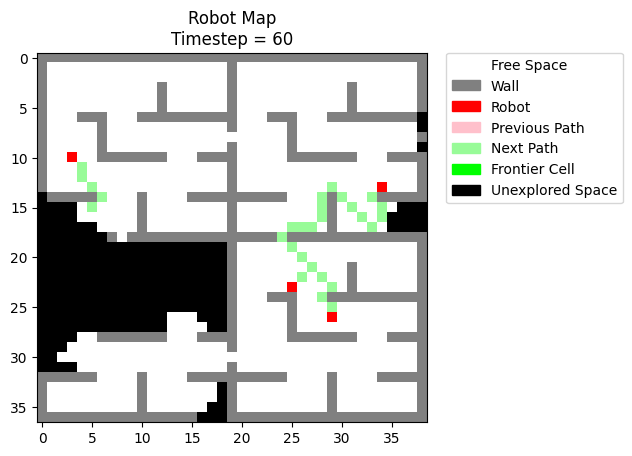 Robot Map
Timestep = 60
Free Space
Wall
Robot
Previous Path
Next Path
Frontier Cell
Unexplored Space
0
5
10
15
20
25
30
35
0
5
10
15
20
25
30
35